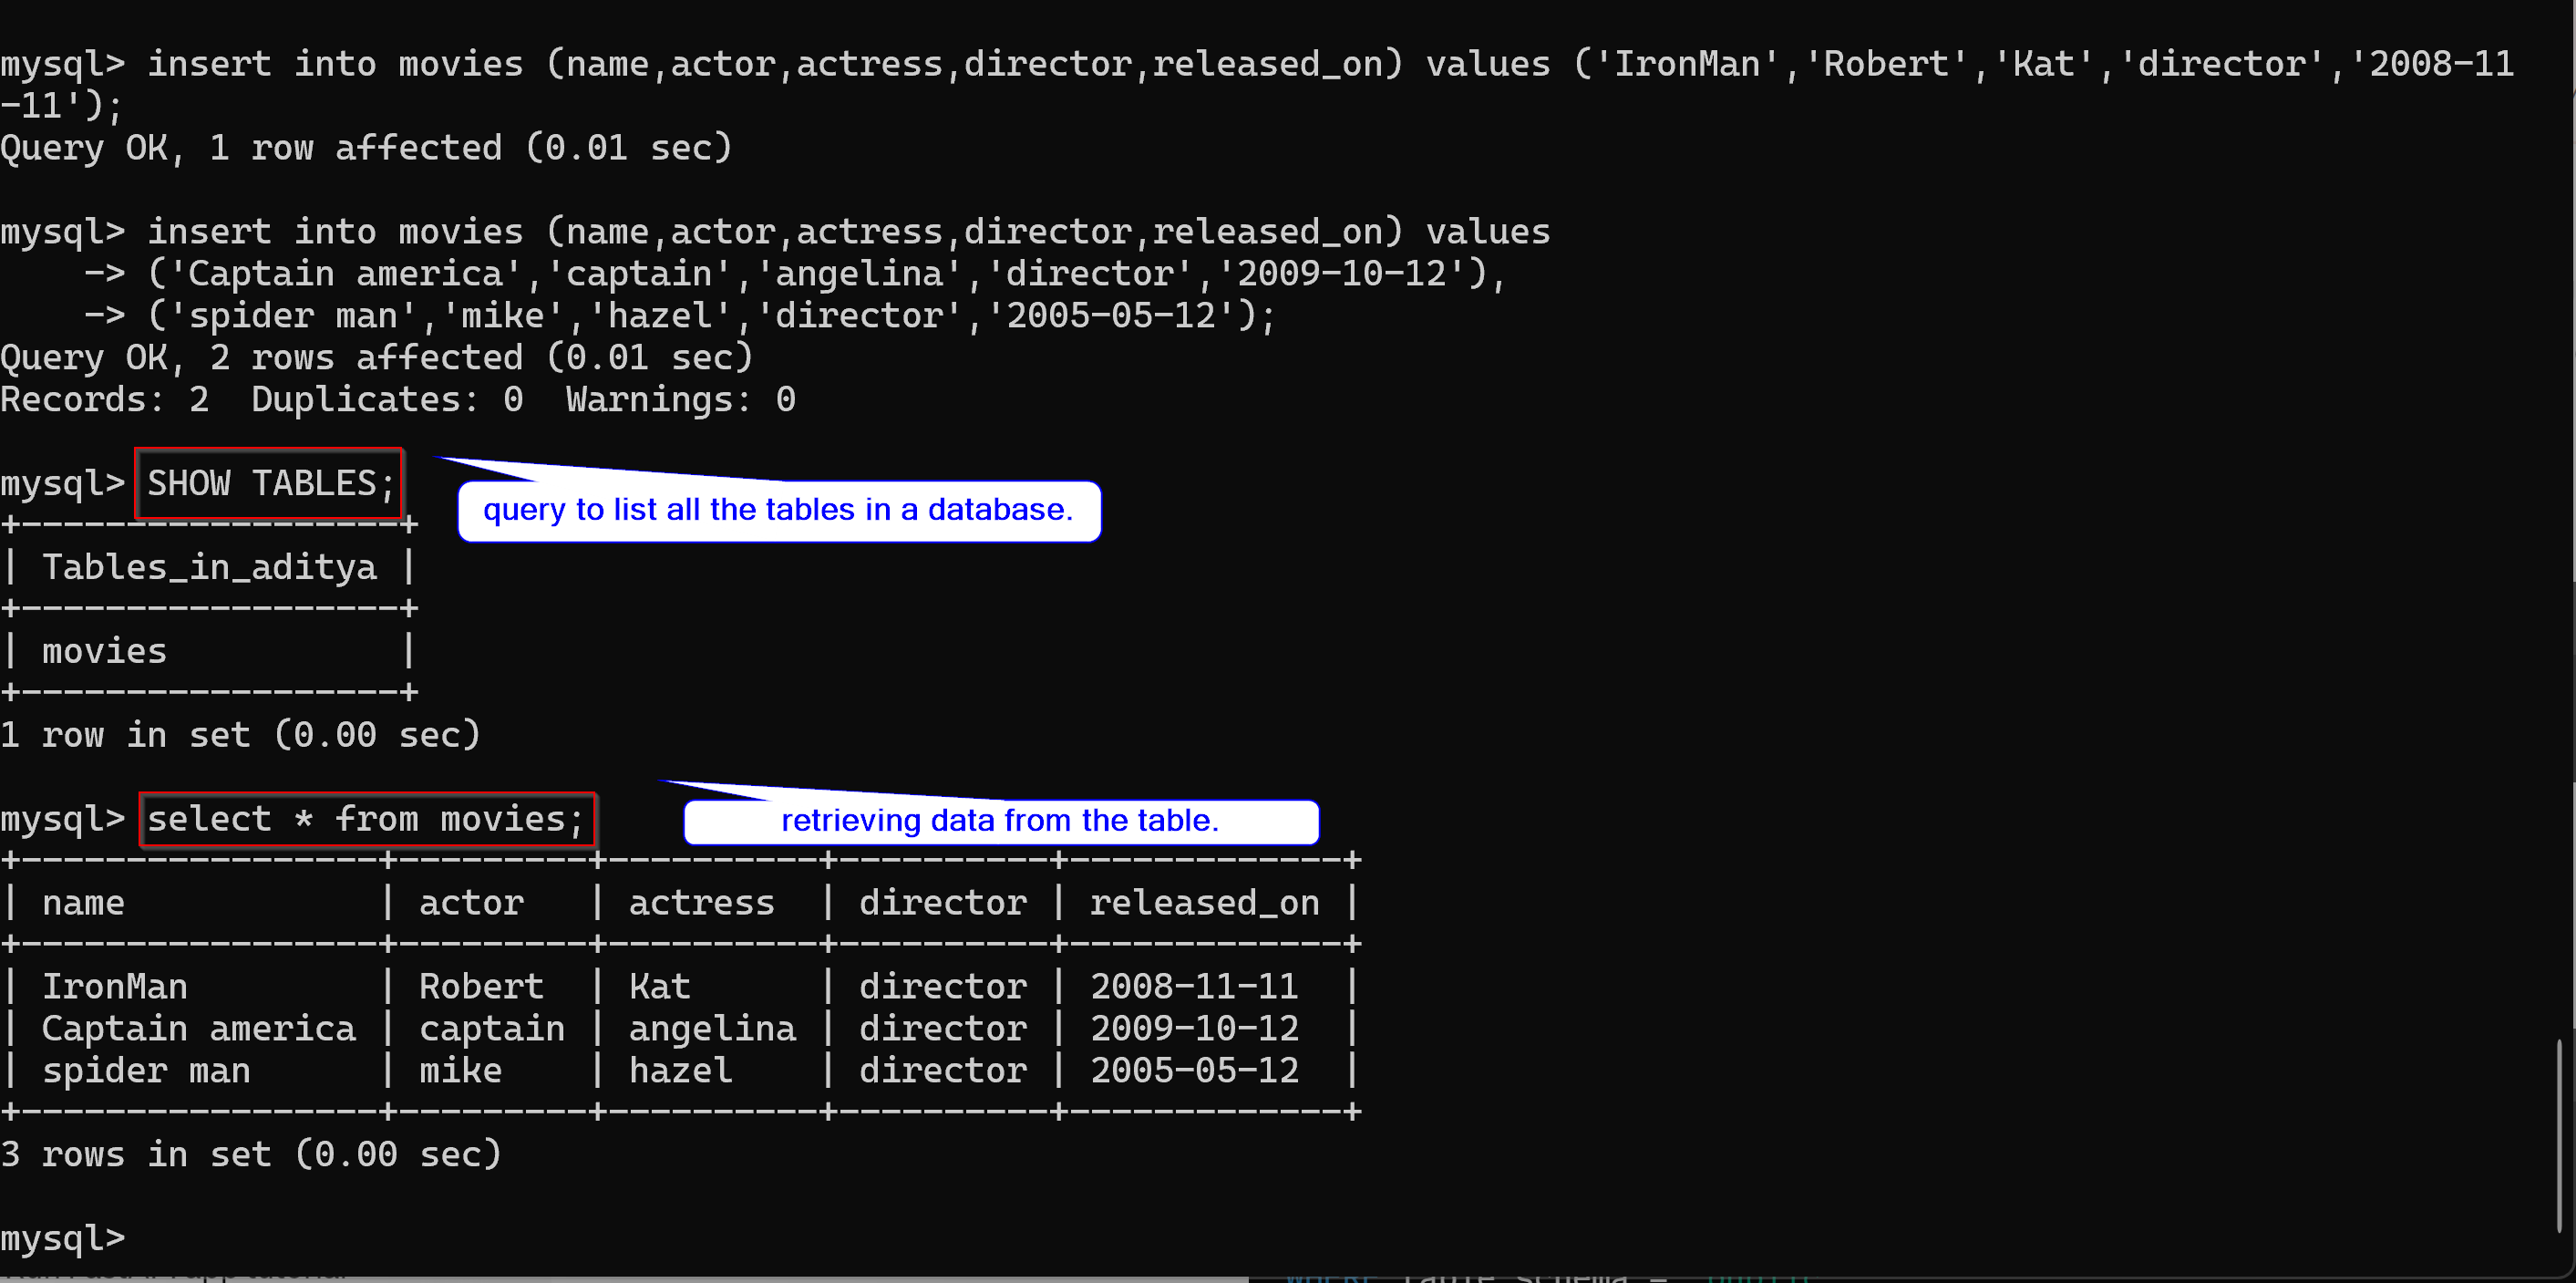 mysql> insert into movies (name,actor,actress,director,released_on) values ('IronMan','Robert','Kat','director','2008-11
-11');
Query OK, 1 row affected (0.01 sec)
mysql> insert into movies (name,actor,actress,director,released_on) values
    -> ('Captain america','captain','angelina','director','2009-10-12'),
    -> ('spider man','mike','hazel','director','2005-05-12');
Query OK, 2 rows affected (0.01 sec)
Records: 2  Duplicates: 0  Warnings: 0
mysql> SHOW TABLES;
query to list all the tables in a database.
+------------------+
| Tables_in_aditya |
+------------------+
| movies           |
+------------------+
1 row in set (0.00 sec)
mysql> select * from movies;
retrieving data from the table.
+-----------------+---------+----------+----------+-------------+
| name            | actor   | actress  | director | released_on |
+-----------------+---------+----------+----------+-------------+
| IronMan         | Robert  | Kat      | director | 2008-11-11  |
| Captain america | captain | angelina | director | 2009-10-12  |
| spider man      | mike    | hazel    | director | 2005-05-12  |
+-----------------+---------+----------+----------+-------------+
3 rows in set (0.00 sec)
mysql>